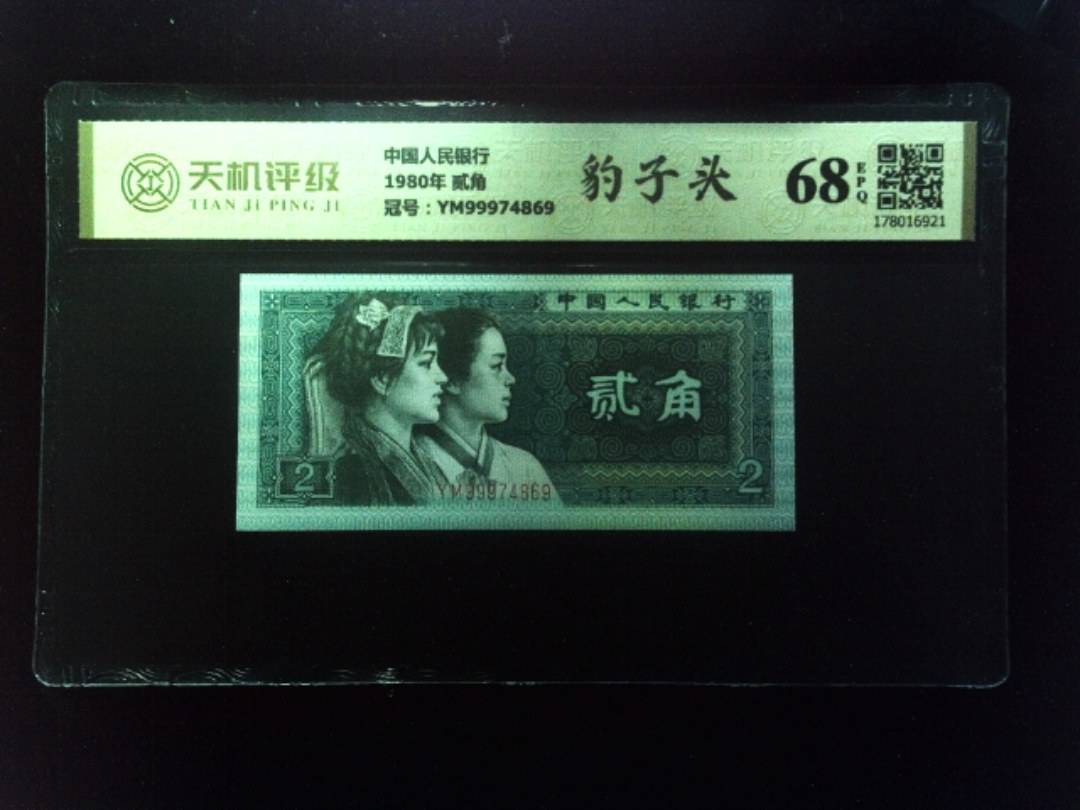 天机评级
TIAN JI PING JI
中国人民银行
1980年 贰角
冠号：YM99974869
豹子头
68
EPQ
178016921
中国人民银行
贰角
2
YM99974869
2